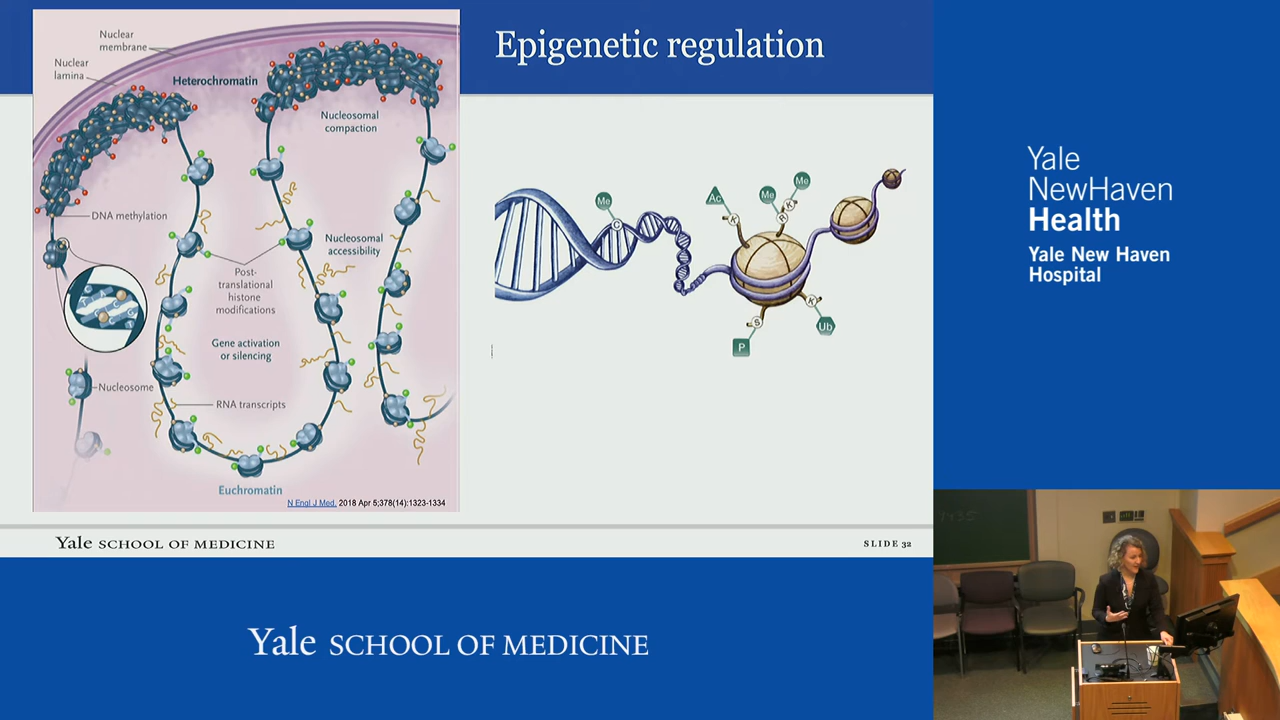 Epigenetic regulation
Nuclear
membrane
Nuclear
lamina
Heterochromatin
Nucleosomal
compaction
DNA methylation
Nucleosomal
accessibility
Post-
translational
histone
modifications
Gene activation
or silencing
Nucleosome
RNA transcripts
Euchromatin
N Engl J Med. 2018 Apr 5;378(14):1323-1334
Me
C
Ac
K
Me
Me
R
K
S
P
K
Ub
Yale SCHOOL OF MEDICINE
SLIDE 32
Yale
NewHaven
Health
Yale New Haven
Hospital
Yale SCHOOL OF MEDICINE